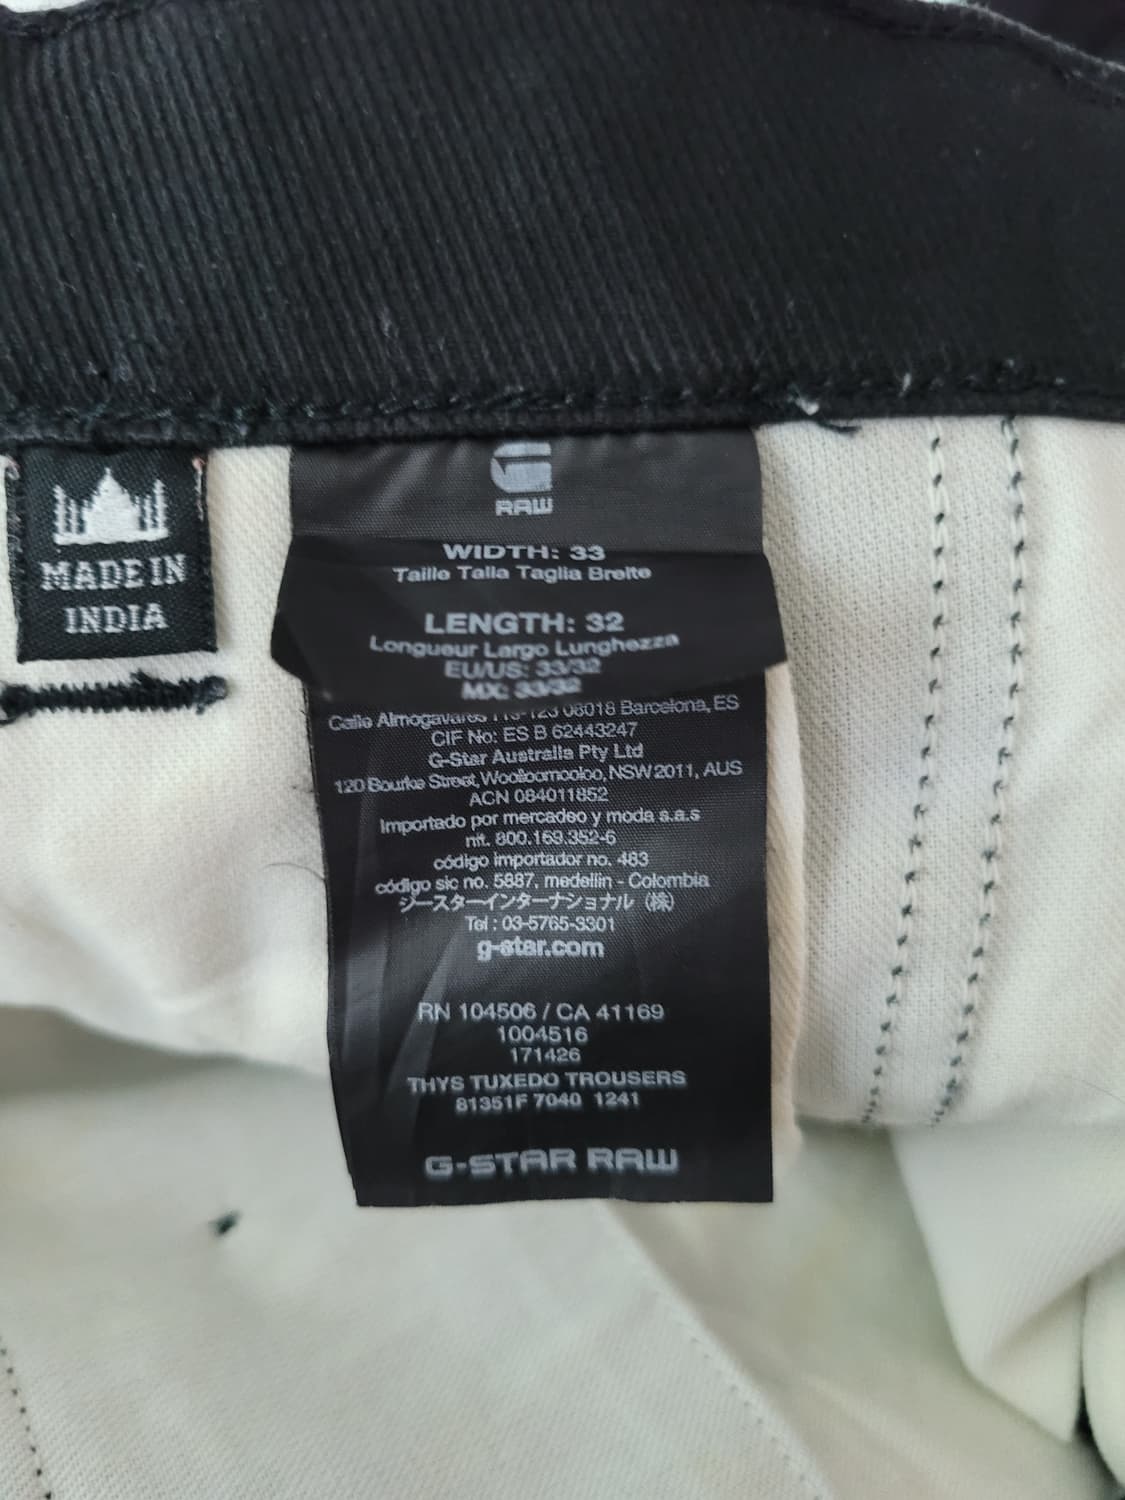 MADE IN
INDIA
RAW
WIDTH: 33
Taille Talla Taglia Breite
LENGTH: 32
Longueur Largo Lunghezza
EU/US: 33/32
MX: 33/32
Calle Almogavares 113-123 08018 Barcelona, ES
CIF No: ES B 62443247
G-Star Australia Pty Ltd
120 Bourke Street, Woolloomooloo, NSW 2011, AUS
ACN 084011852
Importado por mercadeo y moda s.a.s
nit. 800.169.352-6
código importador no. 483
código sic no. 5887, medellin - Colombia
ジースターインターナショナル (株)
Tel : 03-5765-3301
g-star.com
RN 104506 / CA 41169
1004516
171426
THYS TUXEDO TROUSERS
81351F 7040 1241
G-STAR RAW